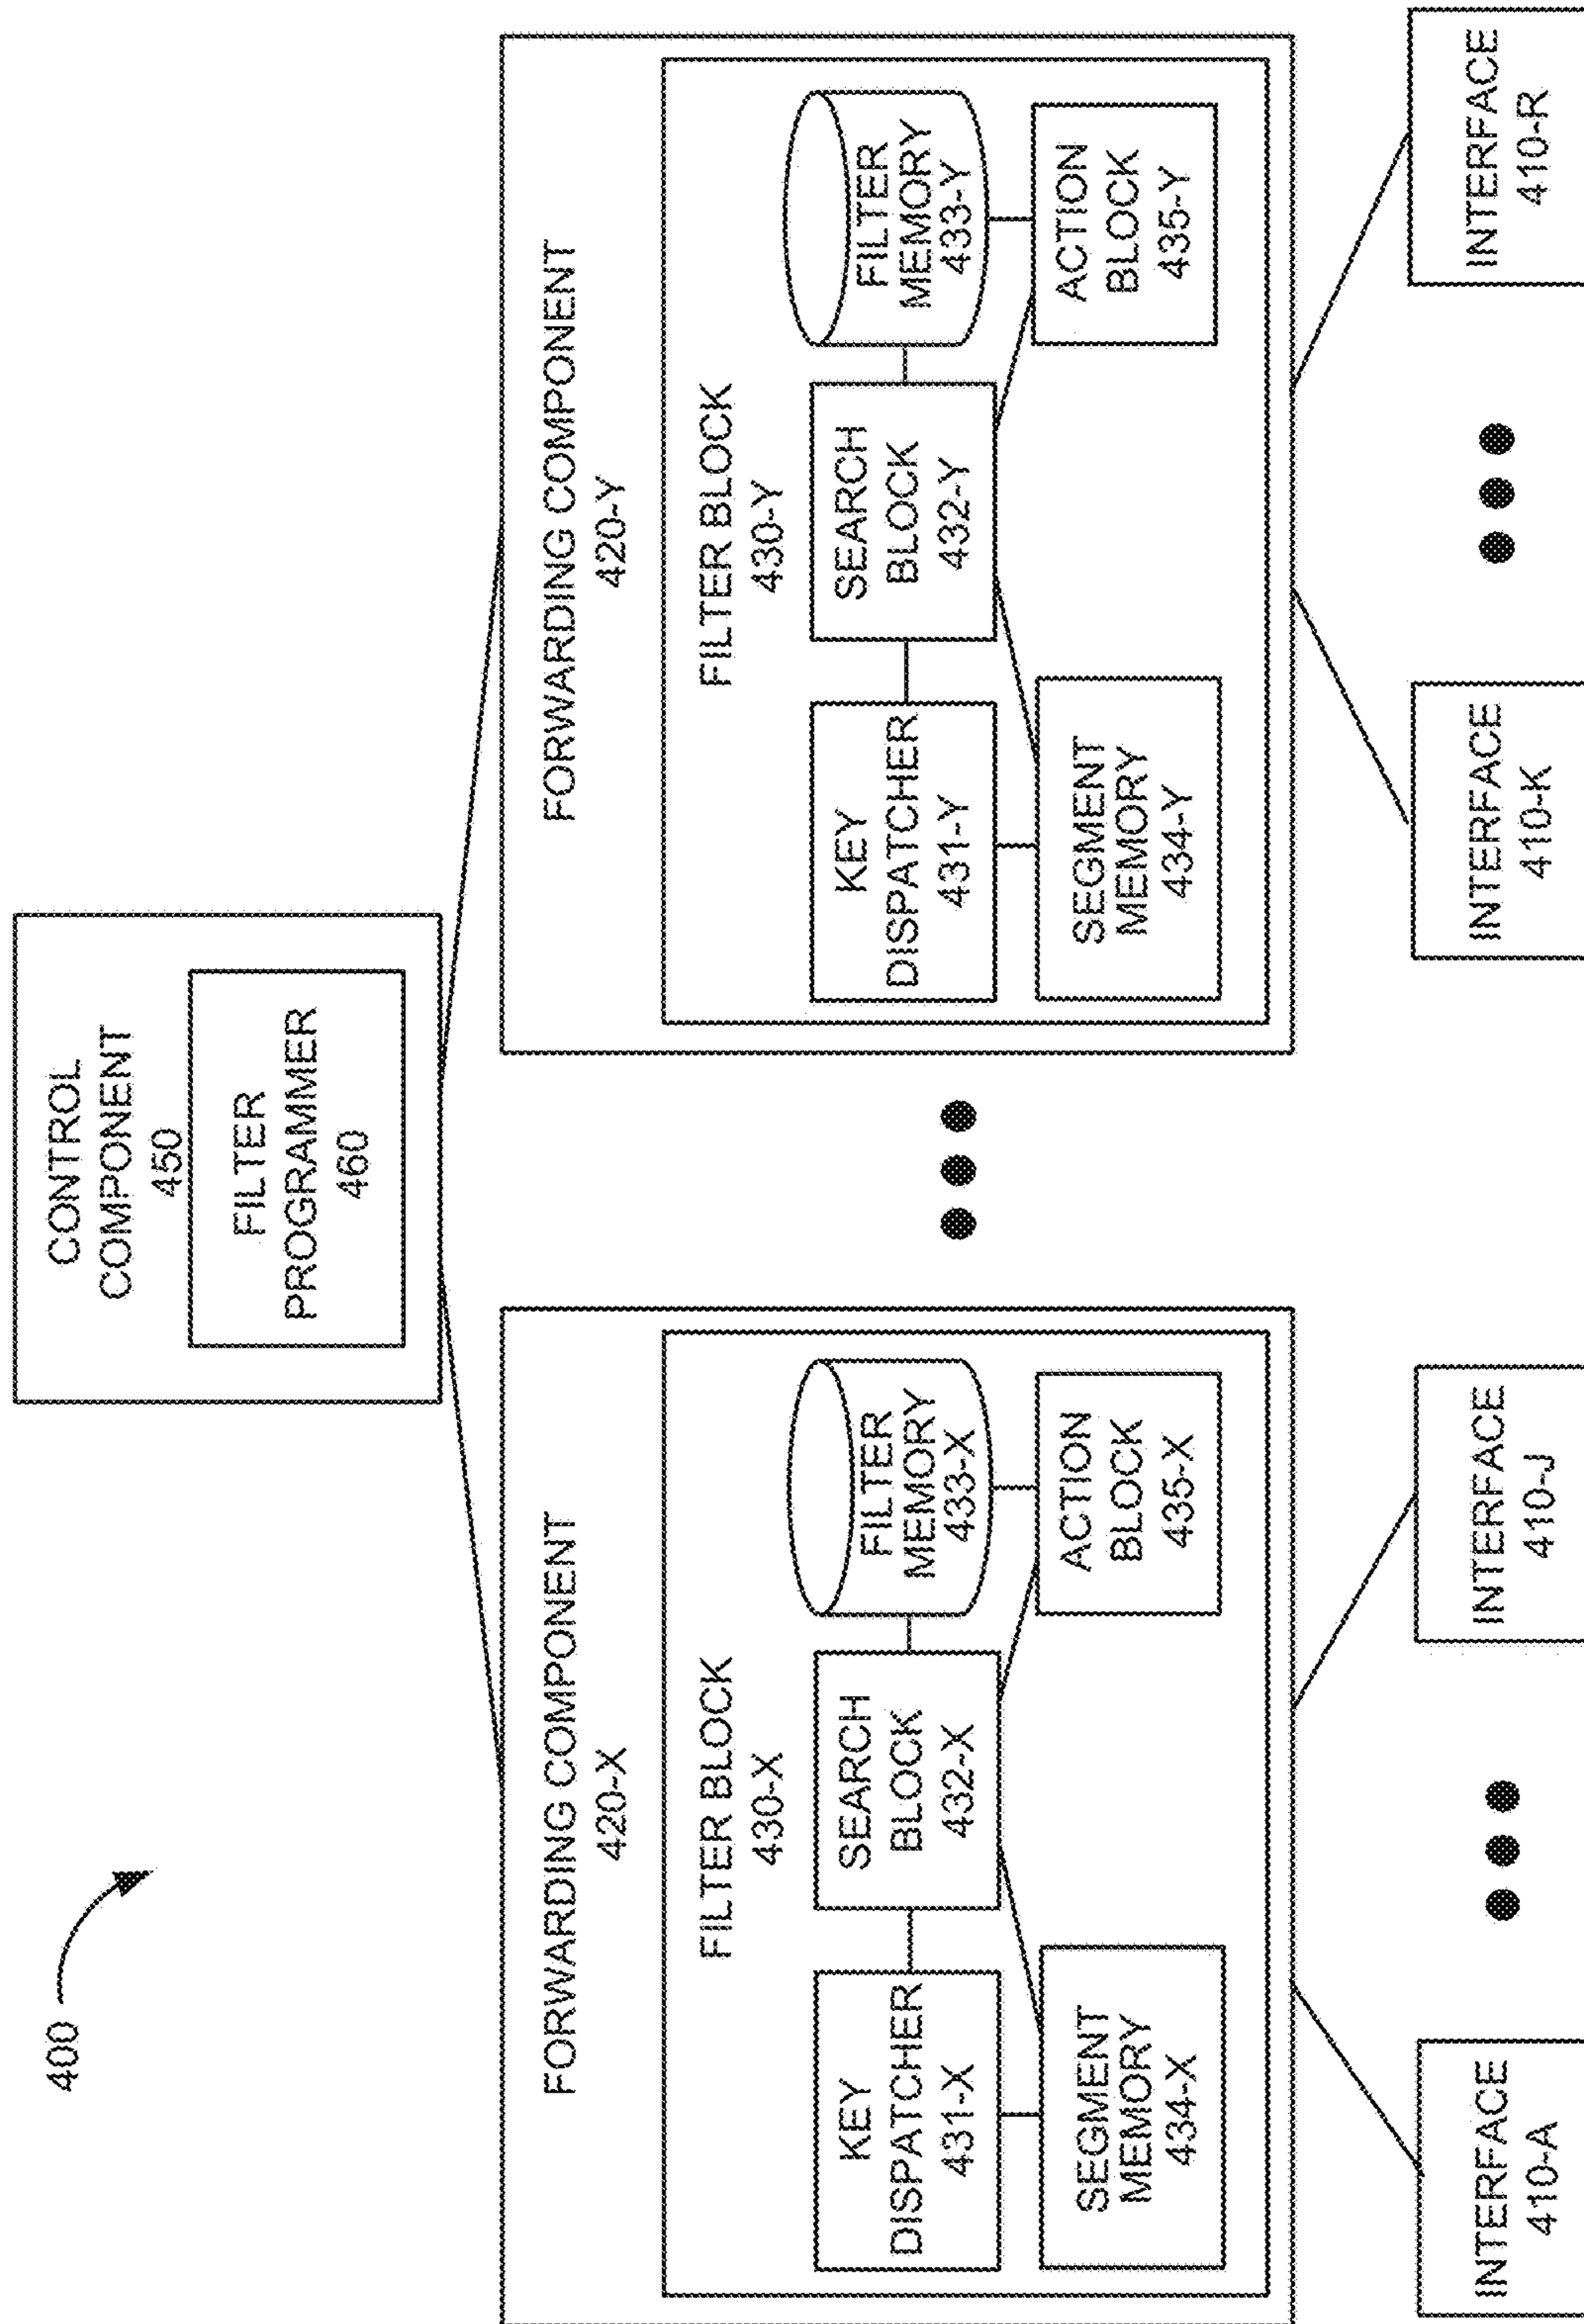 400
CONTROL
COMPONENT
450
FILTER
PROGRAMMER
460
FORWARDING COMPONENT
420-X
FILTER BLOCK
430-X
KEY
DISPATCHER
431-X
SEARCH
BLOCK
432-X
FILTER
MEMORY
433-X
SEGMENT
MEMORY
434-X
ACTION
BLOCK
435-X
FORWARDING COMPONENT
420-Y
FILTER BLOCK
430-Y
KEY
DISPATCHER
431-Y
SEARCH
BLOCK
432-Y
FILTER
MEMORY
433-Y
SEGMENT
MEMORY
434-Y
ACTION
BLOCK
435-Y
INTERFACE
410-A
INTERFACE
410-J
INTERFACE
410-K
INTERFACE
410-R